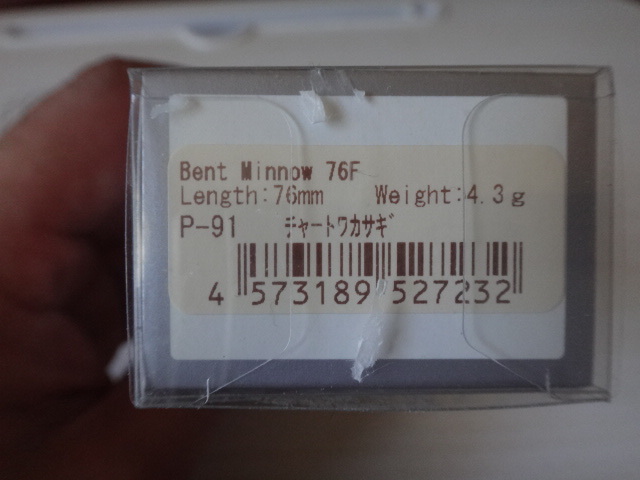 Bent Minnow 76F
Length:76mm Weight:4.3g
P-91 ﾁｬｰﾄﾜｶｻｷﾞ
4 573189 527232